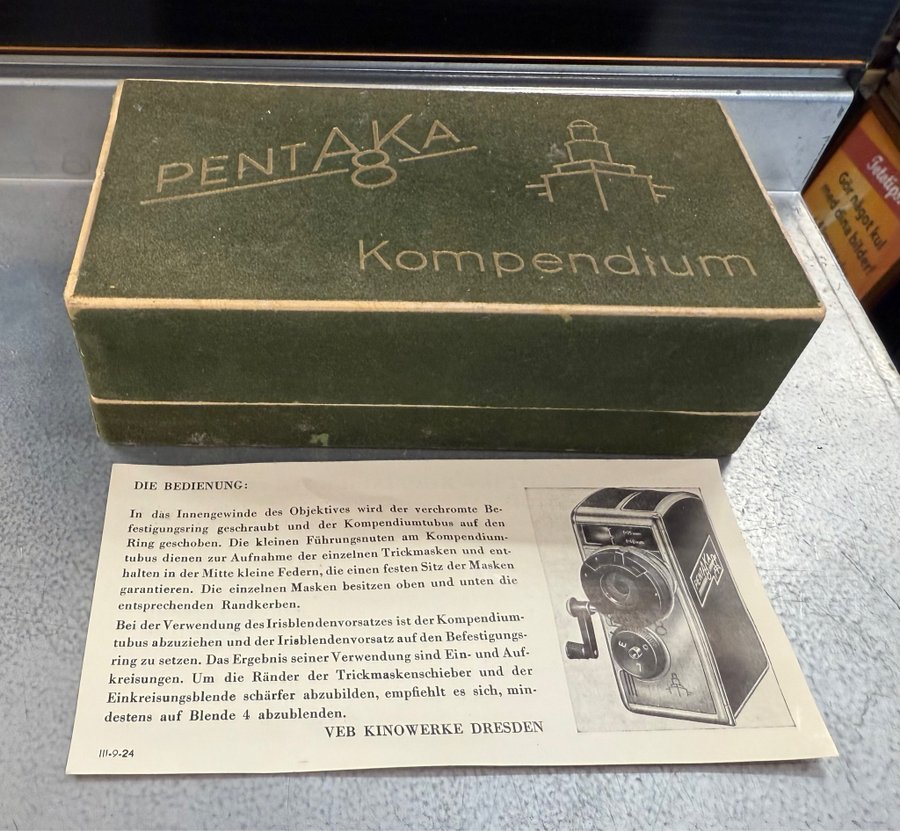 PENTAKA
8
Kompendium
Fototips
Gör något kul
med dina bilder!
DIE BEDIENUNG:
In das Innengewinde des Objektives wird der verchromte Be-
festigungsring geschraubt und der Kompendiumtubus auf den
Ring geschoben. Die kleinen Führungsnuten am Kompendium-
tubus dienen zur Aufnahme der einzelnen Trickmasken und ent-
halten in der Mitte kleine Federn, die einen festen Sitz der Masken
garantieren. Die einzelnen Masken besitzen oben und unten die
entsprechenden Randkerben.
Bei der Verwendung des Irisblendenvorsatzes ist der Kompendium-
tubus abzuziehen und der Irisblendenvorsatz auf den Befestigungs-
ring zu setzen. Das Ergebnis seiner Verwendung sind Ein- und Auf-
kreisungen. Um die Ränder der Trickmaskenschieber und der
Einkreisungsblende schärfer abzubilden, empfiehlt es sich, min-
destens auf Blende 4 abzublenden.
VEB KINOWERKE DRESDEN
III-9-24
PENTAKA